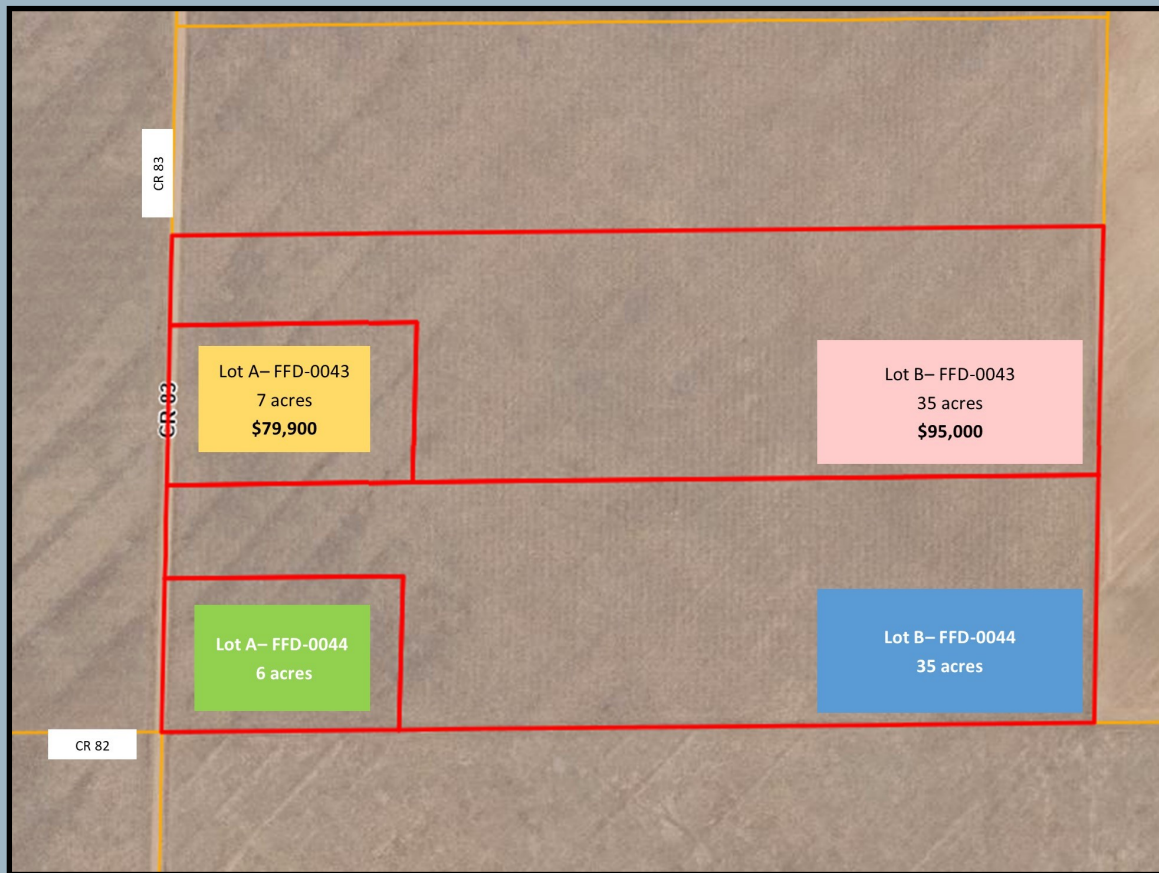 CR 83
Lot A– FFD-0043
7 acres
$79,900
Lot B– FFD-0043
35 acres
$95,000
CR 83
Lot A– FFD-0044
6 acres
Lot B– FFD-0044
35 acres
CR 82